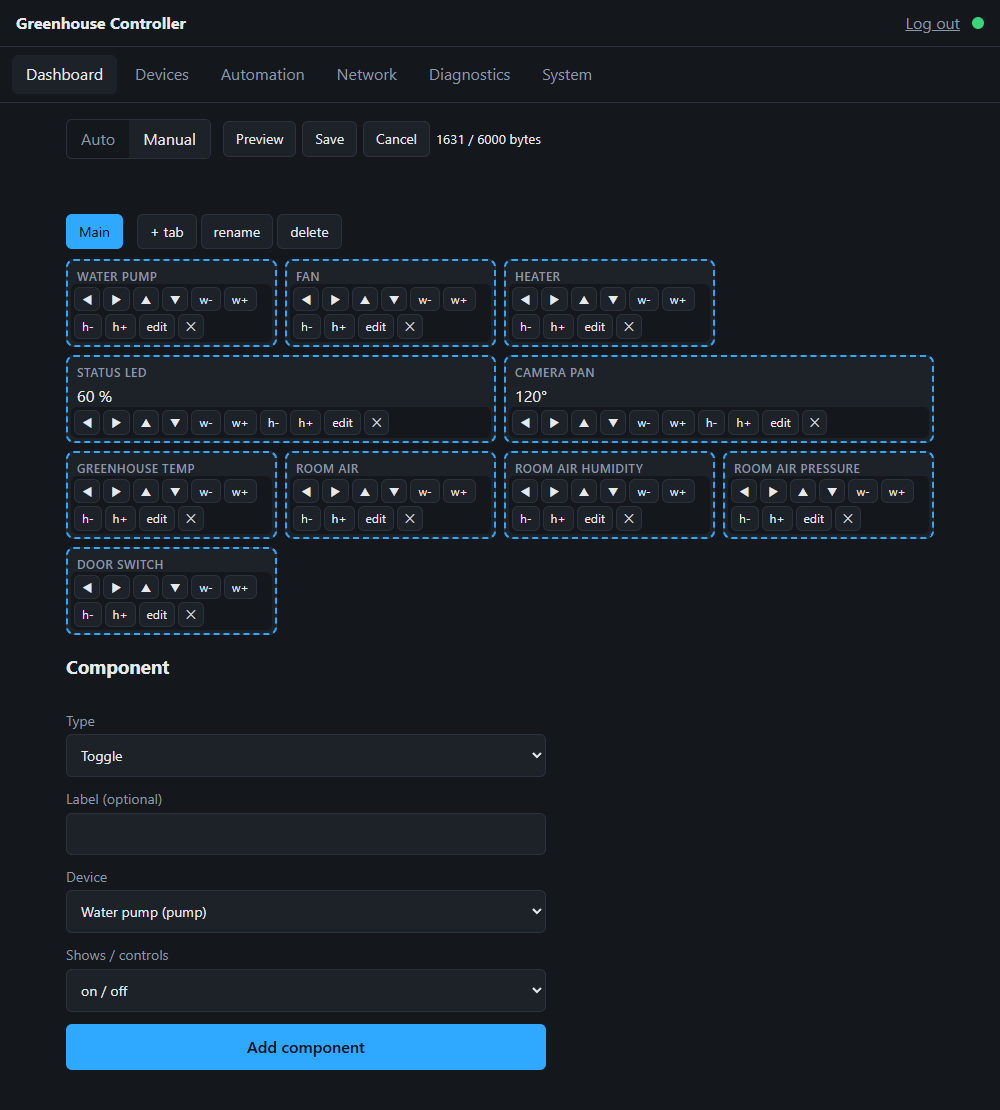 Greenhouse Controller Log out
Dashboard Devices Automation Network Diagnostics System
Auto Manual Preview Save Cancel 1631 / 6000 bytes
Main + tab rename delete
WATER PUMP FAN HEATER
◀ ▶ ▲ ▼ w- w+ ◀ ▶ ▲ ▼ w- w+ ◀ ▶ ▲ ▼ w- w+
h- h+ edit ✕ h- h+ edit ✕ h- h+ edit ✕
STATUS LED CAMERA PAN
60 % 120°
◀ ▶ ▲ ▼ w- w+ h- h+ edit ✕ ◀ ▶ ▲ ▼ w- w+ h- h+ edit ✕
GREENHOUSE TEMP ROOM AIR ROOM AIR HUMIDITY ROOM AIR PRESSURE
◀ ▶ ▲ ▼ w- w+ ◀ ▶ ▲ ▼ w- w+ ◀ ▶ ▲ ▼ w- w+ ◀ ▶ ▲ ▼ w- w+
h- h+ edit ✕ h- h+ edit ✕ h- h+ edit ✕ h- h+ edit ✕
DOOR SWITCH
◀ ▶ ▲ ▼ w- w+
h- h+ edit ✕
Component
Type
Toggle
Label (optional)
Device
Water pump (pump)
Shows / controls
on / off
Add component